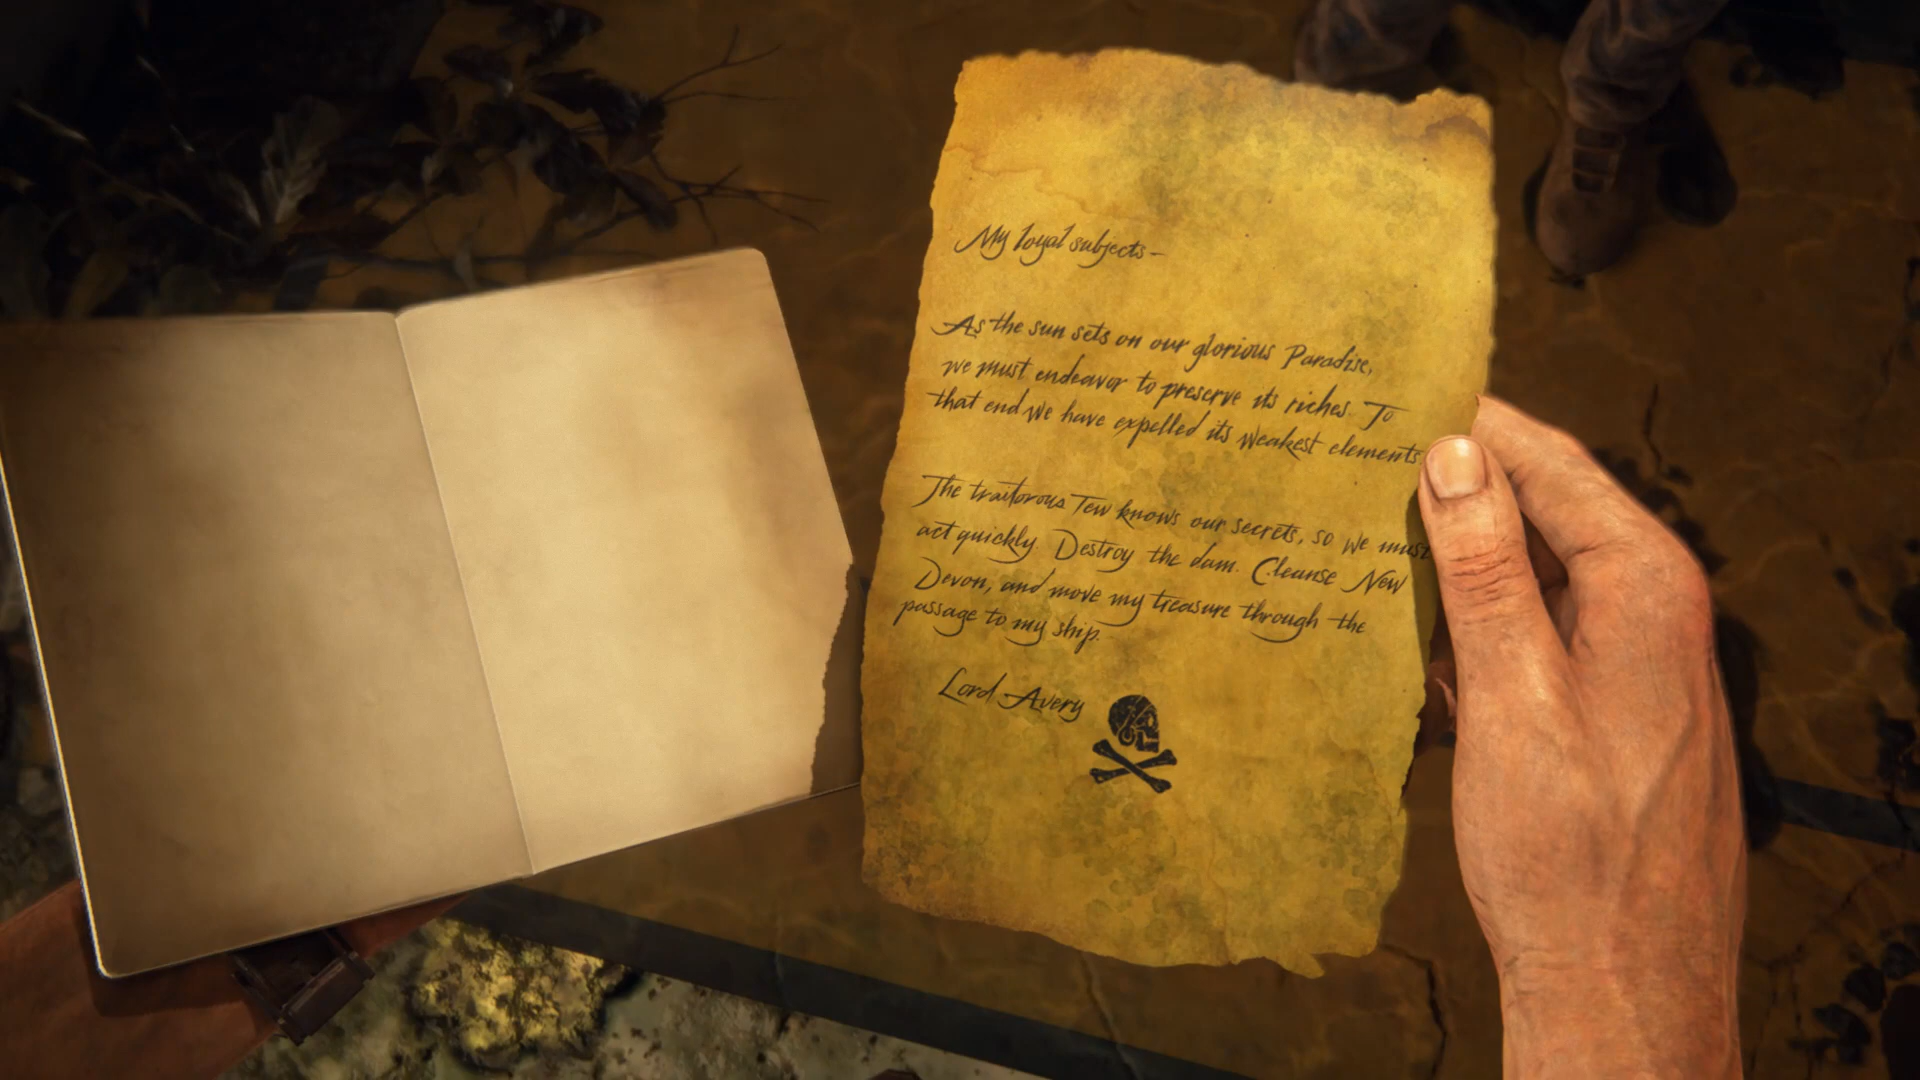 My loyal subjects-
As the sun sets on our glorious Paradise,
we must endeavor to preserve its riches. To
that end we have expelled its weakest elements
The traitorous Tew knows our secrets, so we must
act quickly. Destroy the dam. Cleanse New
Devon, and move my treasure through the
passage to my ship.
Lord Avery